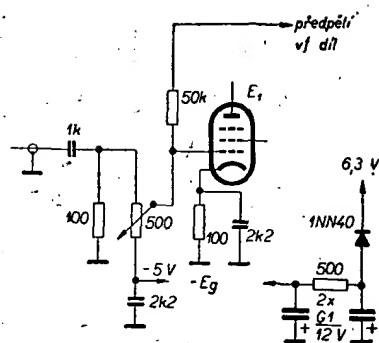 předpětí
vf díl
50k
E₁
1k
6,3 V
1NN40
100
500
100
2k2
500
-5 V
-Eg
2x
2k2
G1
12 V
+
+